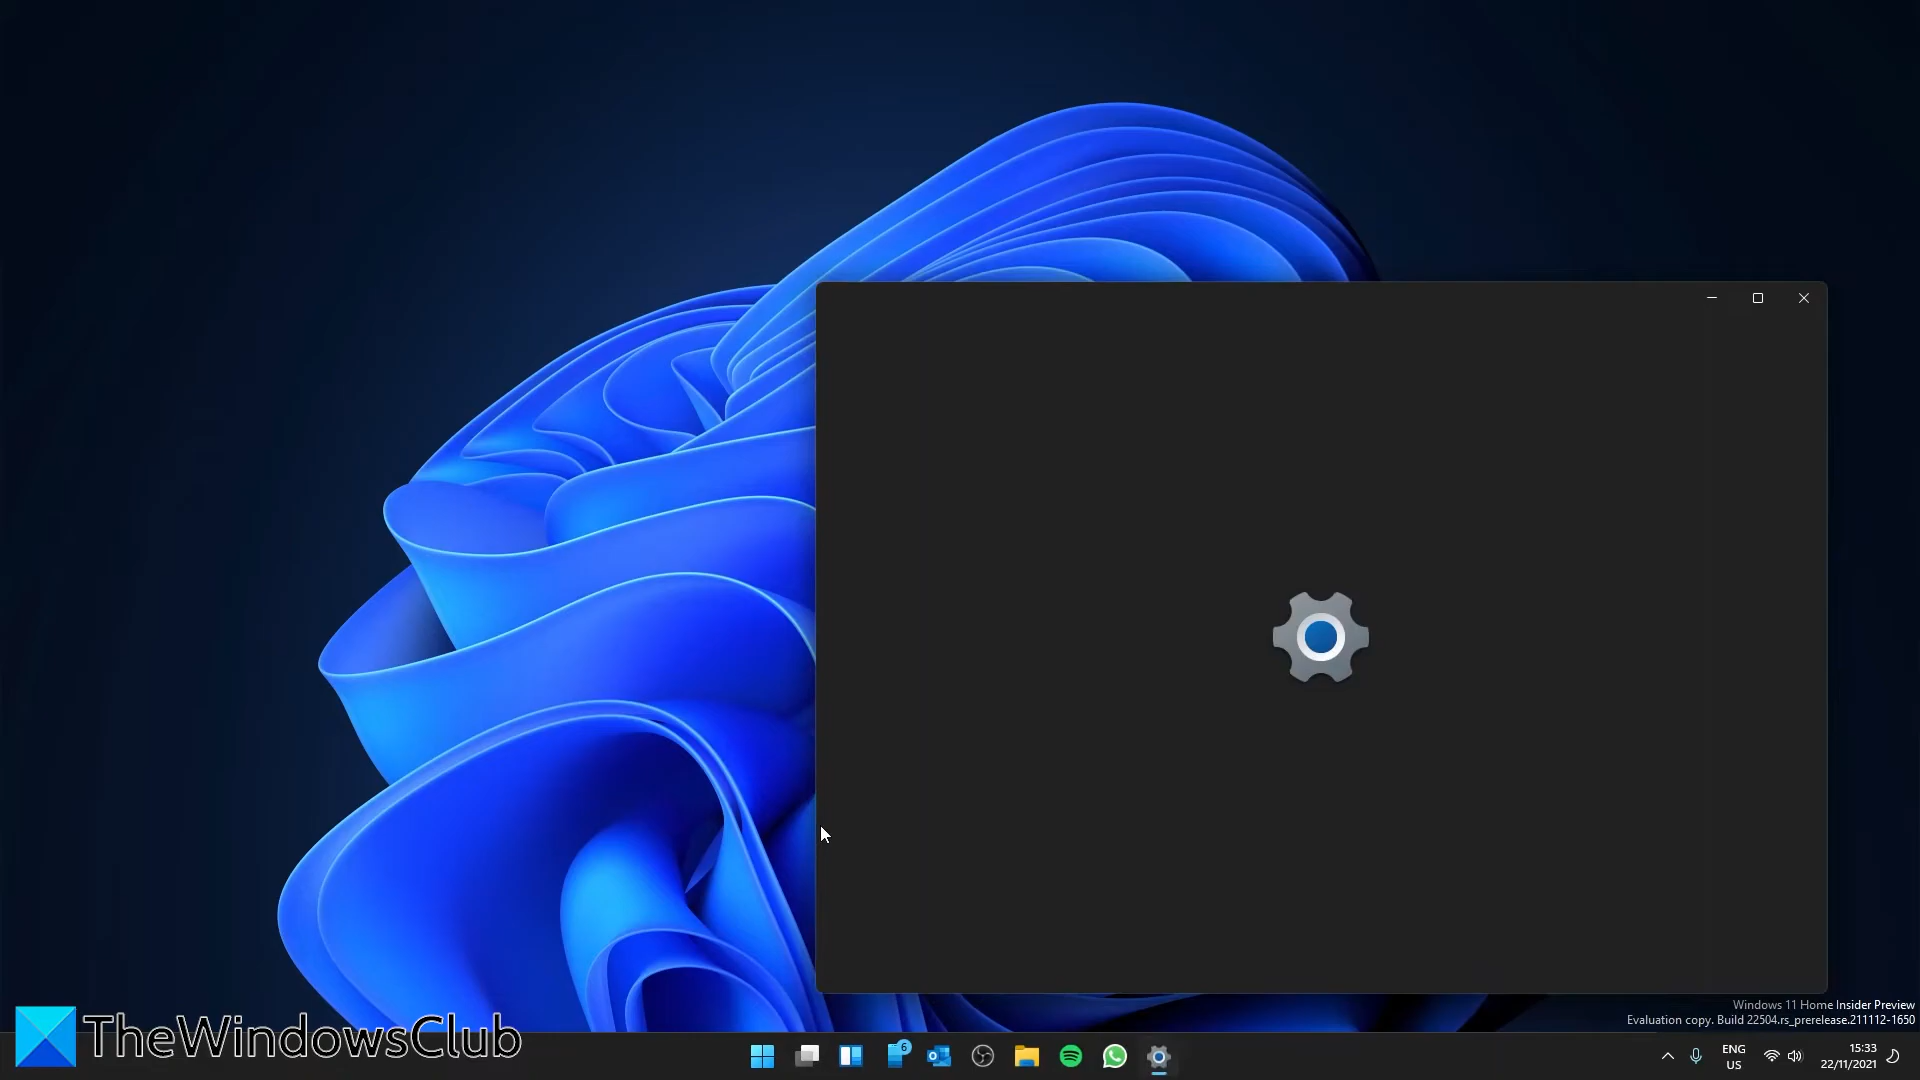 Windows 11 Home Insider Preview
Evaluation copy. Build 22504.rs_prerelease.211112-1650
TheWindowsClub
6
ENG
US
15:33
22/11/2021